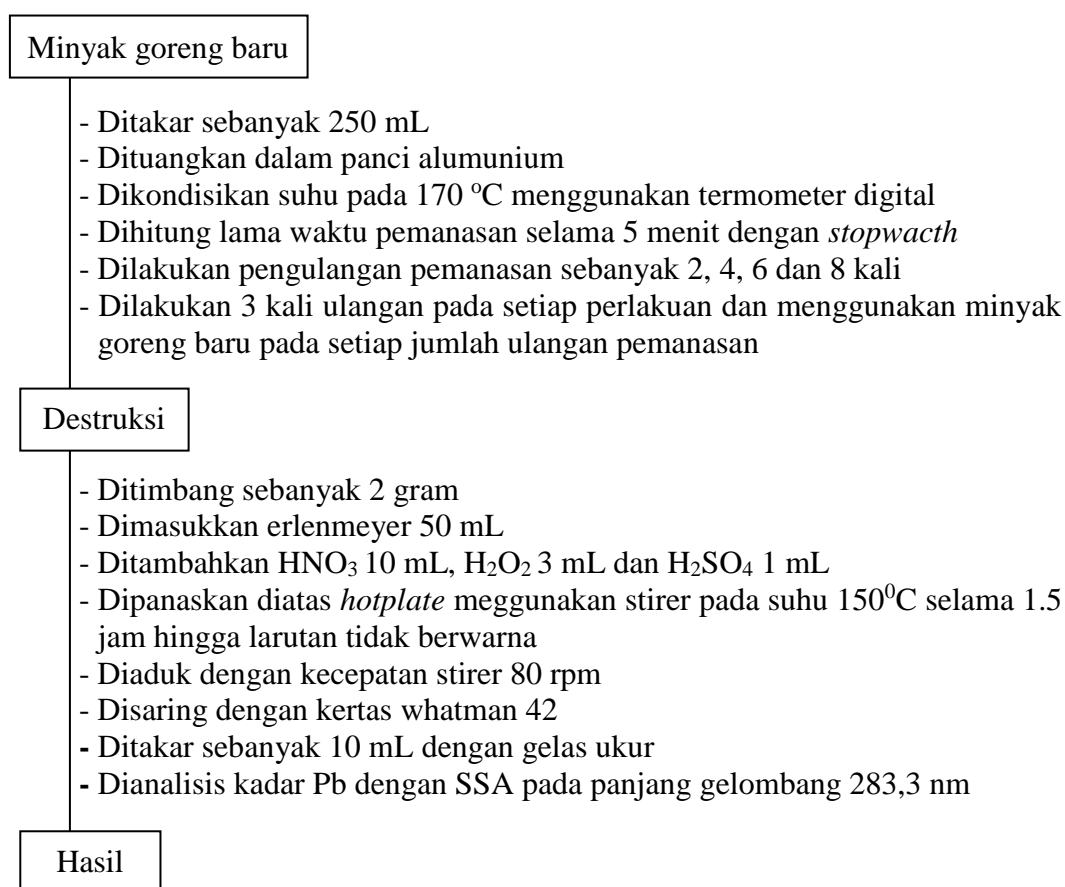 Minyak goreng baru
- Ditakar sebanyak 250 mL
- Dituangkan dalam panci alumunium
- Dikondisikan suhu pada 170 ᵒC menggunakan termometer digital
- Dihitung lama waktu pemanasan selama 5 menit dengan stopwacth
- Dilakukan pengulangan pemanasan sebanyak 2, 4, 6 dan 8 kali
- Dilakukan 3 kali ulangan pada setiap perlakuan dan menggunakan minyak
goreng baru pada setiap jumlah ulangan pemanasan
Destruksi
- Ditimbang sebanyak 2 gram
- Dimasukkan erlenmeyer 50 mL
- Ditambahkan HNO₃ 10 mL, H₂O₂ 3 mL dan H₂SO₄ 1 mL
- Dipanaskan diatas hotplate meggunakan stirer pada suhu 150⁰C selama 1.5
jam hingga larutan tidak berwarna
- Diaduk dengan kecepatan stirer 80 rpm
- Disaring dengan kertas whatman 42
- Ditakar sebanyak 10 mL dengan gelas ukur
- Dianalisis kadar Pb dengan SSA pada panjang gelombang 283,3 nm
Hasil